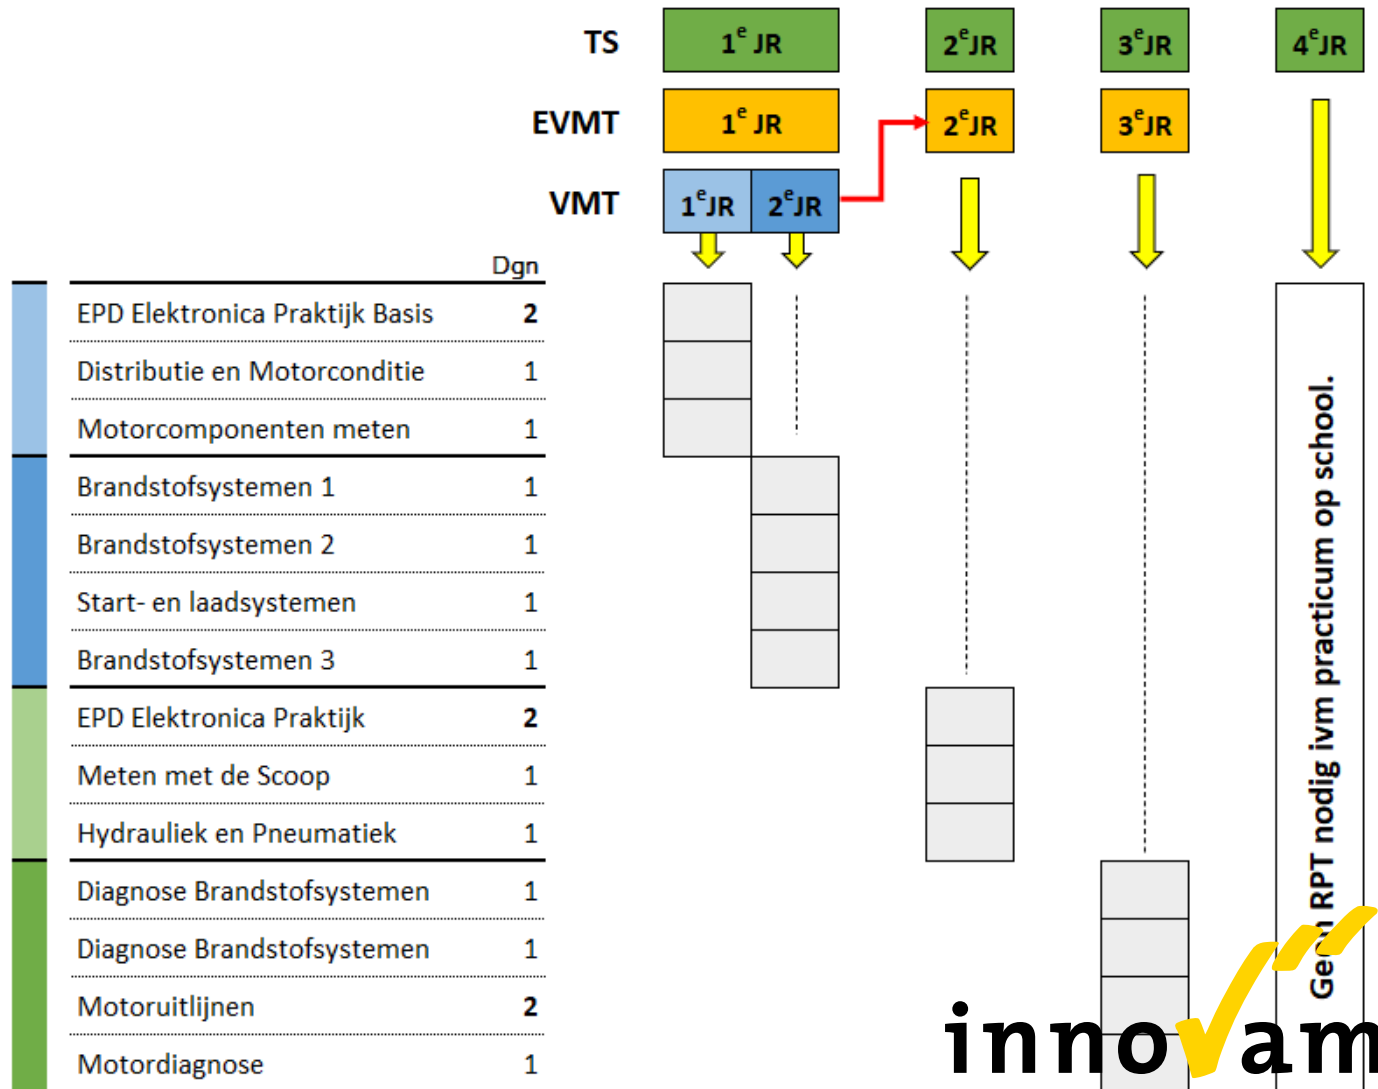 TS 1e JR 2eJR 3eJR 4eJR
EVMT 1e JR 2eJR 3eJR
VMT 1eJR 2eJR
Dgn
EPD Elektronica Praktijk Basis 2
Distributie en Motorconditie 1
Motorcomponenten meten 1
Brandstofsystemen 1 1
Brandstofsystemen 2 1
Start- en laadsystemen 1
Brandstofsystemen 3 1
EPD Elektronica Praktijk 2
Meten met de Scoop 1
Hydrauliek en Pneumatiek 1
Diagnose Brandstofsystemen 1
Diagnose Brandstofsystemen 1
Motoruitlijnen 2
Motordiagnose 1
Geen RPT nodig ivm practicum op school.
innovam